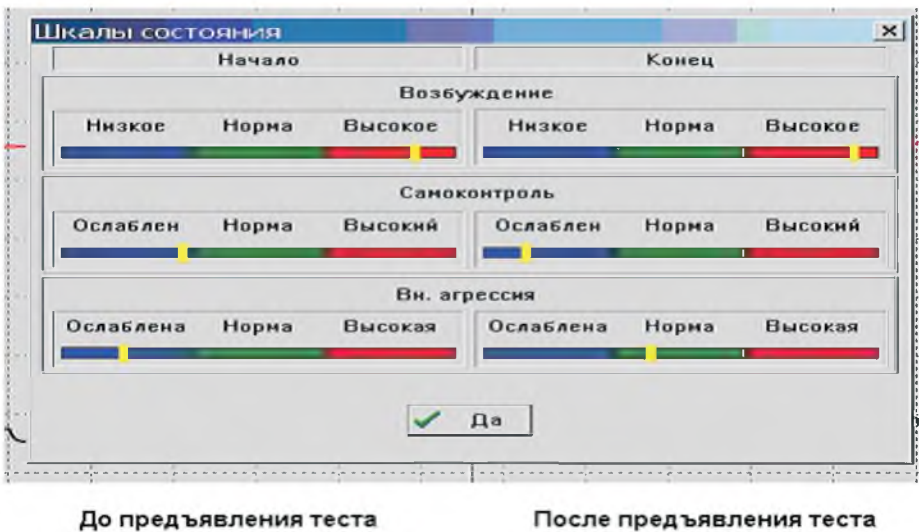 Шкалы состояния
Начало Конец
Возбуждение
Низкое Норма Высокое Низкое Норма Высокое
Самоконтроль
Ослаблен Норма Высокий Ослаблен Норма Высокий
Вн. агрессия
Ослаблена Норма Высокая Ослаблена Норма Высокая
Да
До предъявления теста После предъявления теста